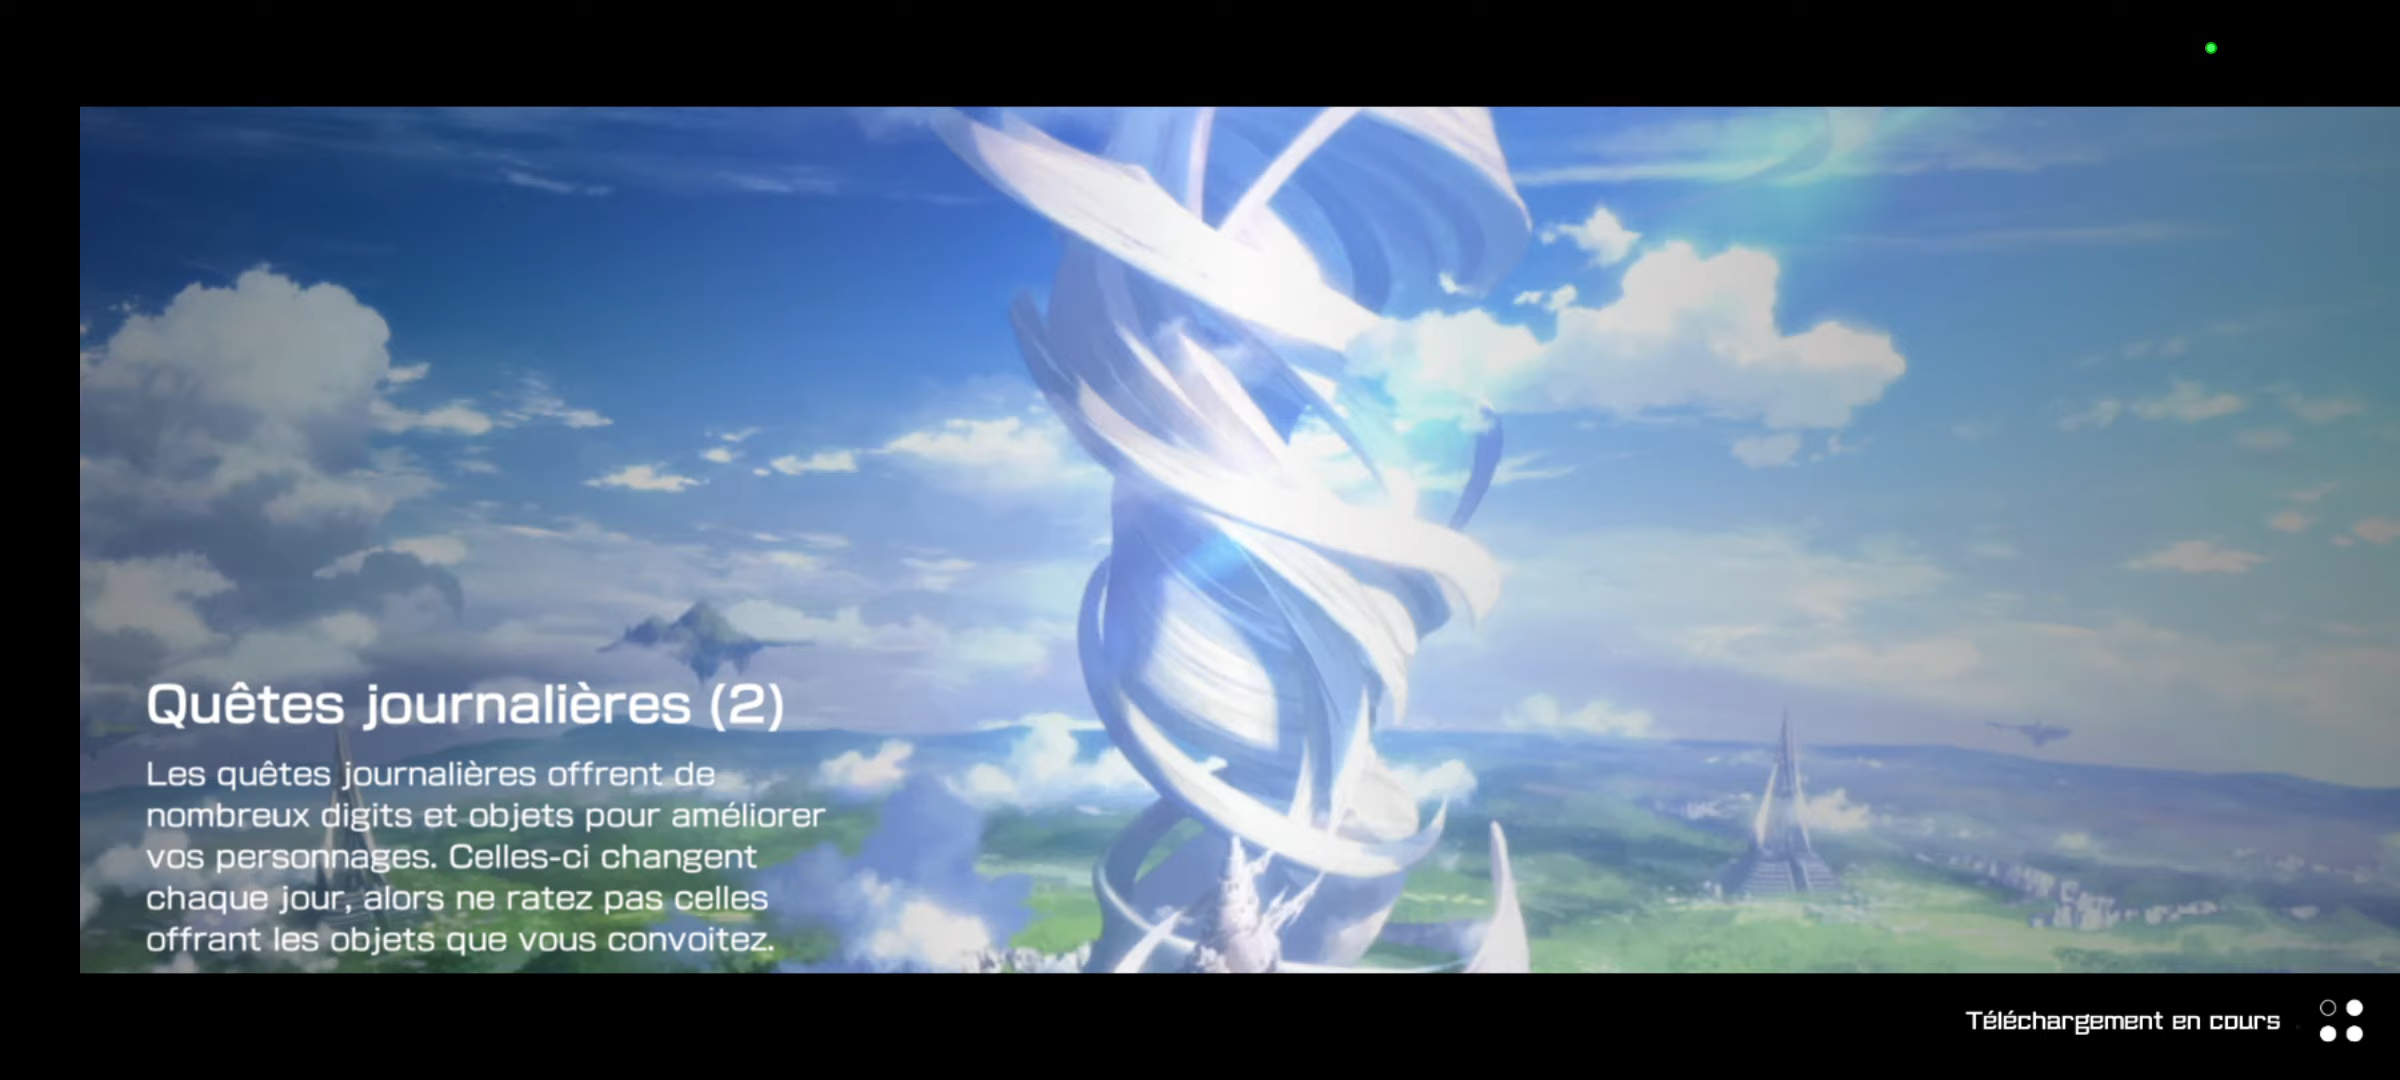 Quêtes journalières (2)
Les quêtes journalières offrent de
nombreux digits et objets pour améliorer
vos personnages. Celles-ci changent
chaque jour, alors ne ratez pas celles
offrant les objets que vous convoitez.
Téléchargement en cours